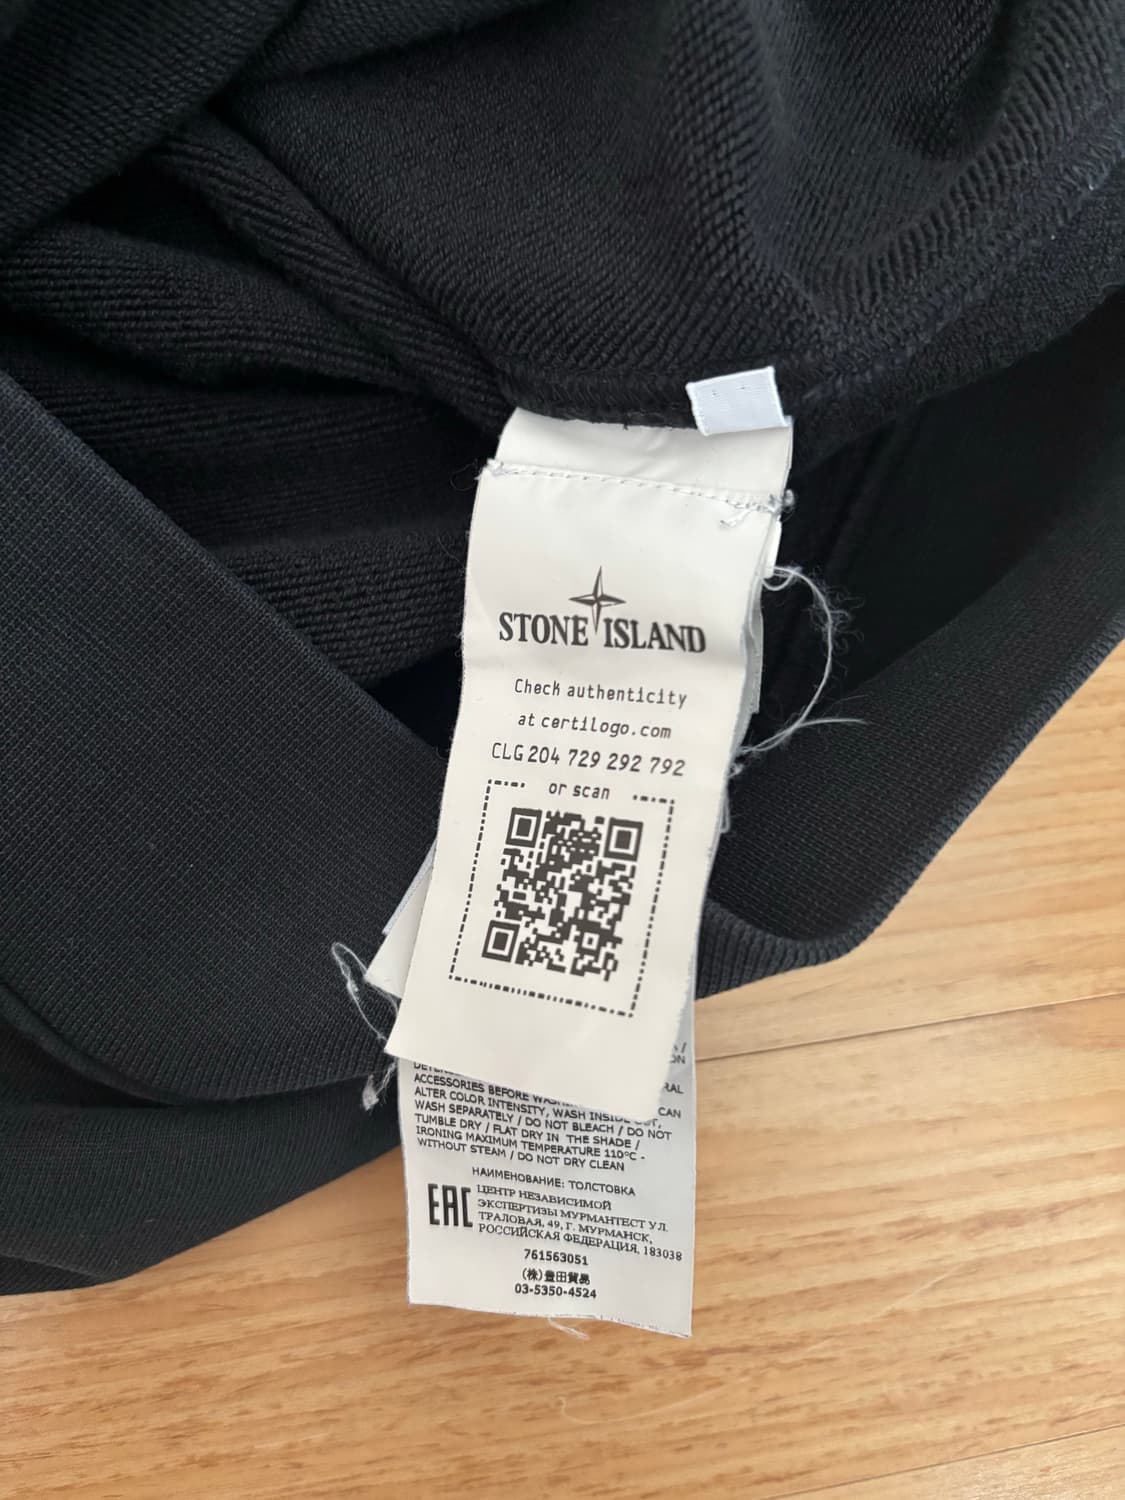 STONE ISLAND
Check authenticity
at certilogo.com
CLG 204 729 292 792
or scan
ACCESSORIES BEFORE
CAN
ALTER COLOR INTENSITY, WASH INSIDE OUT,
WASH SEPARATELY / DO NOT BLEACH / DO NOT
TUMBLE DRY / FLAT DRY IN THE SHADE /
IRONING MAXIMUM TEMPERATURE 110°C -
WITHOUT STEAM / DO NOT DRY CLEAN
НАИМЕНОВАНИЕ: ТОЛСТОВКА
EAC
ЦЕНТР НЕЗАВИСИМОЙ
ЭКСПЕРТИЗЫ МУРМАНТЕСТ УЛ.
ТРАЛОВАЯ, 49, Г. МУРМАНСК,
РОССИЙСКАЯ ФЕДЕРАЦИЯ, 183038
761563051
(株)豊田貿易
03-5350-4524